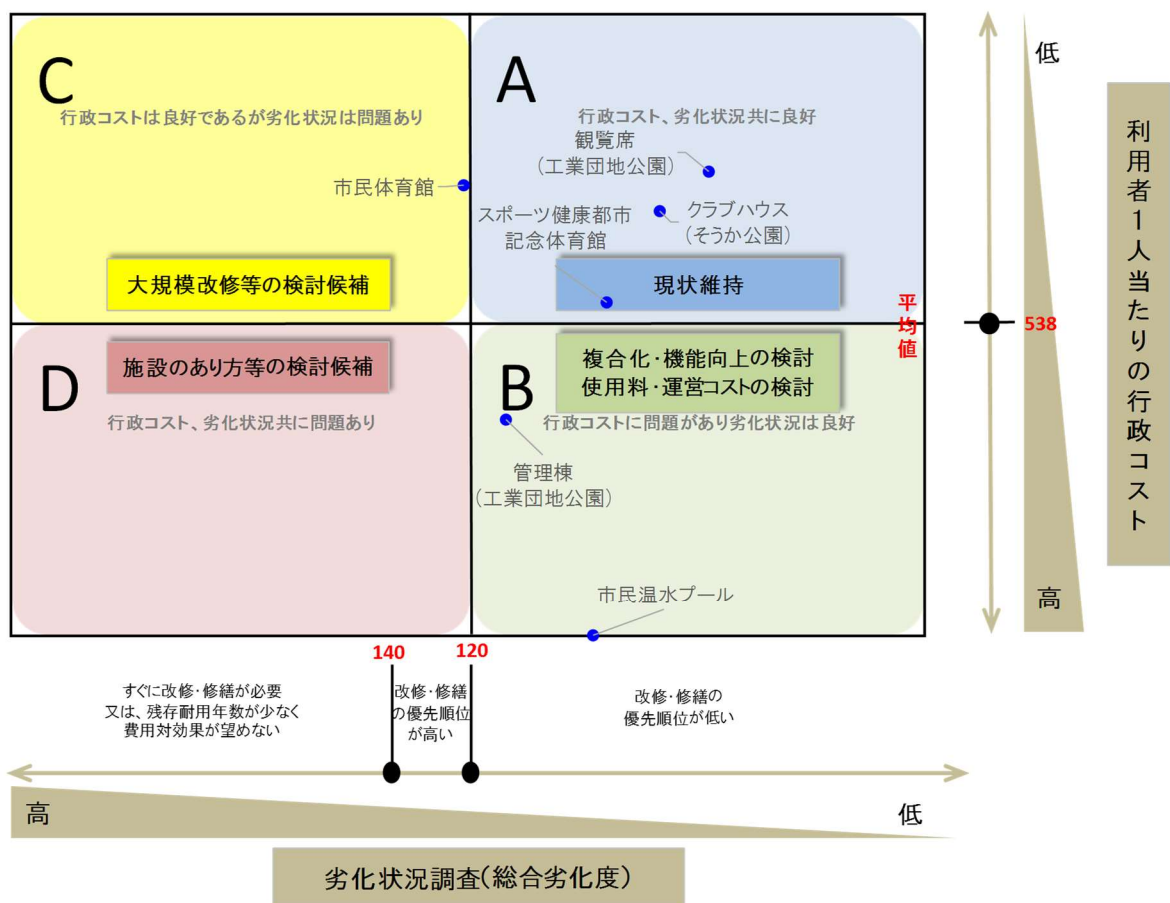 C
行政コストは良好であるが劣化状況は問題あり
市民体育館
大規模改修等の検討候補
A
行政コスト、劣化状況共に良好
観覧席
(工業団地公園)
スポーツ健康都市
記念体育館
クラブハウス
(そうか公園)
現状維持
平均値
D
施設のあり方等の検討候補
行政コスト、劣化状況共に問題あり
B
複合化・機能向上の検討
使用料・運営コストの検討
行政コストに問題があり劣化状況は良好
管理棟
(工業団地公園)
市民温水プール
低
538
高
利用者1人当たりの行政コスト
140
120
すぐに改修・修繕が必要
又は、残存耐用年数が少なく
費用対効果が望めない
改修・修繕
の優先順位
が高い
改修・修繕の
優先順位が低い
高
低
劣化状況調査(総合劣化度)